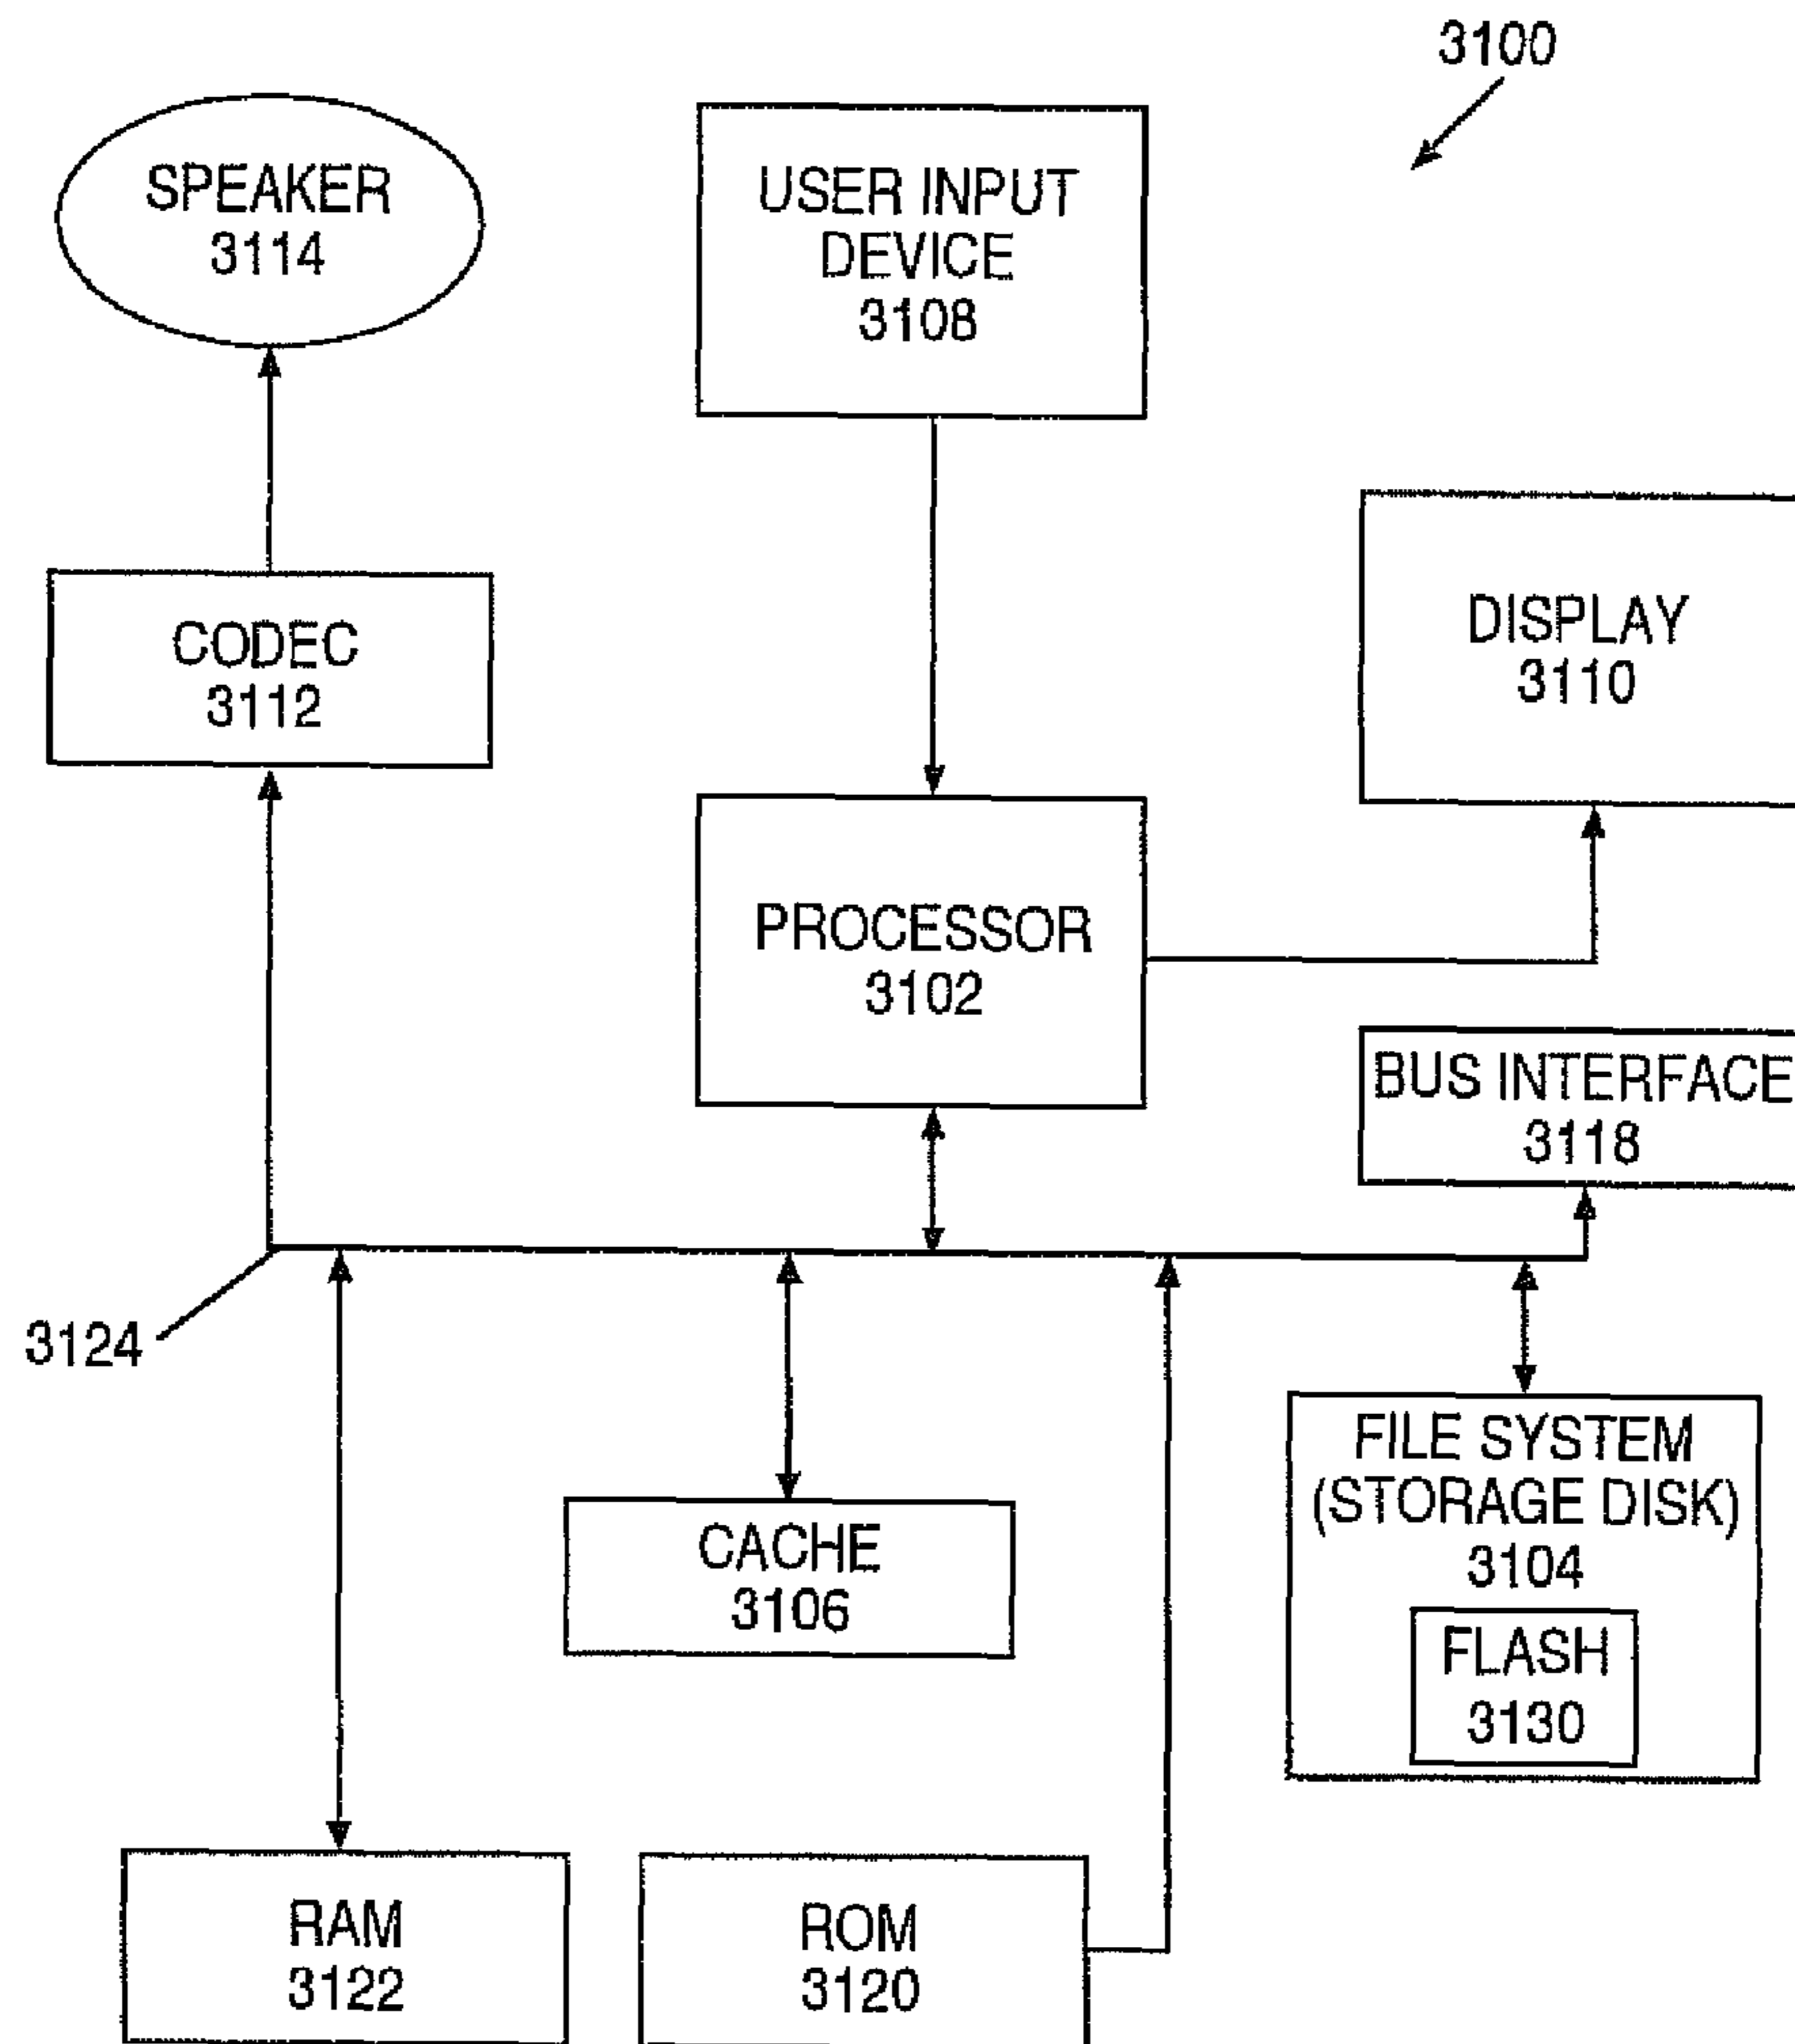 3100
SPEAKER
3114
USER INPUT
DEVICE
3108
CODEC
3112
DISPLAY
3110
PROCESSOR
3102
BUS INTERFACE
3118
3124
FILE SYSTEM
(STORAGE DISK)
3104
FLASH
3130
CACHE
3106
RAM
3122
ROM
3120